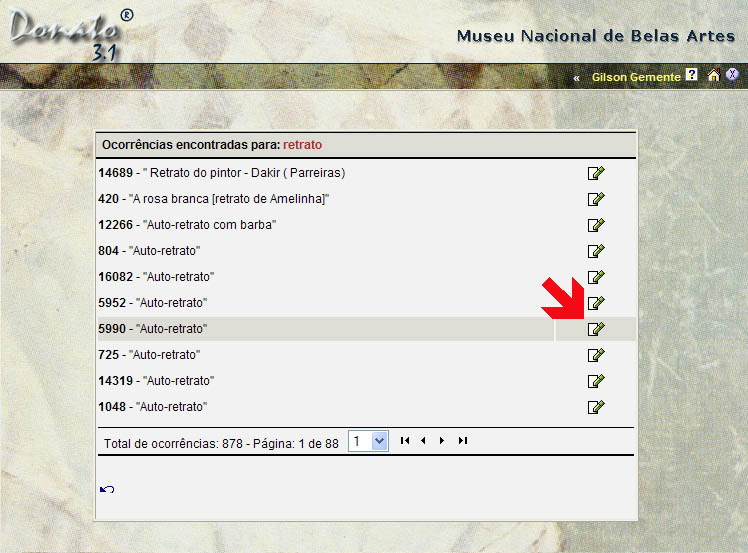 Donato®
3.1
Museu Nacional de Belas Artes
« Gilson Gemente ?
Ocorrências encontradas para: retrato
14689 - " Retrato do pintor - Dakir ( Parreiras)
420 - "A rosa branca [retrato de Amelinha]"
12266 - "Auto-retrato com barba"
804 - "Auto-retrato"
16082 - "Auto-retrato"
5952 - "Auto-retrato"
5990 - "Auto-retrato"
725 - "Auto-retrato"
14319 - "Auto-retrato"
1048 - "Auto-retrato"
Total de ocorrências: 878 - Página: 1 de 88 1